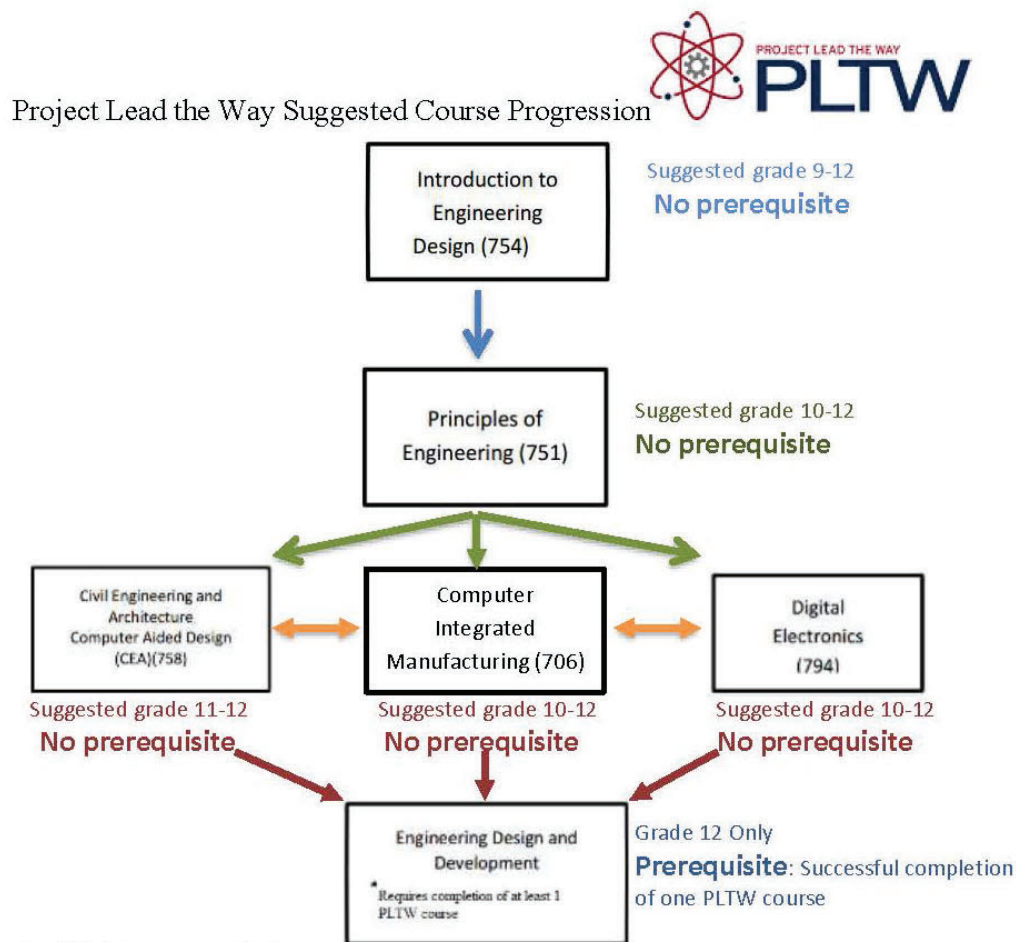 PROJECT LEAD THE WAY
PLTW
Project Lead the Way Suggested Course Progression
Introduction to
Engineering
Design (754)
Suggested grade 9-12
No prerequisite
Principles of
Engineering (751)
Suggested grade 10-12
No prerequisite
Civil Engineering and
Architecture
Computer Aided Design
(CEA)(758)
Computer
Integrated
Manufacturing (706)
Digital
Electronics
(794)
Suggested grade 11-12
No prerequisite
Suggested grade 10-12
No prerequisite
Suggested grade 10-12
No prerequisite
Engineering Design and
Development
*Requires completion of at least 1
PLTW course
Grade 12 Only
Prerequisite: Successful completion
of one PLTW course